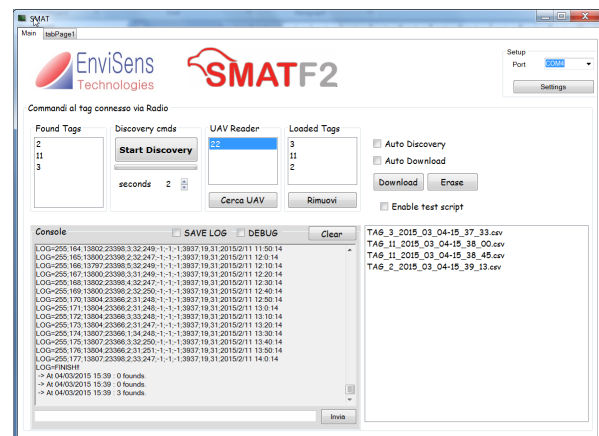 SMAT
Main
tabPage1
EnviSens
Technologies
SMATF2
Setup
Port
COM4
Settings
Commandi al tag connesso via Radio
Found Tags
2
11
3
Discovery cmds
Start Discovery
seconds 2
UAV Reader
22
Cerca UAV
Loaded Tags
3
11
2
Rimuovi
Auto Discovery
Auto Download
Download
Erase
Enable test script
Console
SAVE LOG
DEBUG
Clear
LOG=255;164;13802;23398;3;32;249;-1;-1;-1;3937;19;31;2015/2/11 11:50:14
LOG=255;165;13800;23398;2;32;247;-1;-1;-1;3937;19;31;2015/2/11 12:0:14
LOG=255;166;13797;23398;5;32;249;-1;-1;-1;3937;19;31;2015/2/11 12:10:14
LOG=255;167;13800;23398;3;31;249;-1;-1;-1;3937;19;31;2015/2/11 12:20:14
LOG=255;168;13802;23398;4;32;247;-1;-1;-1;3937;19;31;2015/2/11 12:30:14
LOG=255;169;13800;23398;2;32;250;-1;-1;-1;3937;19;31;2015/2/11 12:40:14
LOG=255;170;13804;23366;2;31;248;-1;-1;-1;3937;19;31;2015/2/11 12:50:14
LOG=255;171;13804;23366;2;31;248;-1;-1;-1;3937;19;31;2015/2/11 13:0:14
LOG=255;172;13800;23366;3;33;248;-1;-1;-1;3937;19;31;2015/2/11 13:10:14
LOG=255;173;13804;23366;2;31;247;-1;-1;-1;3937;19;31;2015/2/11 13:20:14
LOG=255;174;13807;23366;1;34;248;-1;-1;-1;3937;19;31;2015/2/11 13:30:14
LOG=255;175;13807;23366;3;32;250;-1;-1;-1;3937;19;31;2015/2/11 13:40:14
LOG=255;176;13804;23366;2;31;251;-1;-1;-1;3937;19;31;2015/2/11 13:50:14
LOG=255;177;13807;23398;2;33;247;-1;-1;-1;3937;19;31;2015/2/11 14:0:14
LOG=FINISH!!
-> At 04/03/2015 15:39 : 0 founds.
-> At 04/03/2015 15:39 : 0 founds.
-> At 04/03/2015 15:39 : 3 founds.
Invia
TAG_3_2015_03_04-15_37_33.csv
TAG_11_2015_03_04-15_38_00.csv
TAG_11_2015_03_04-15_38_45.csv
TAG_2_2015_03_04-15_39_13.csv